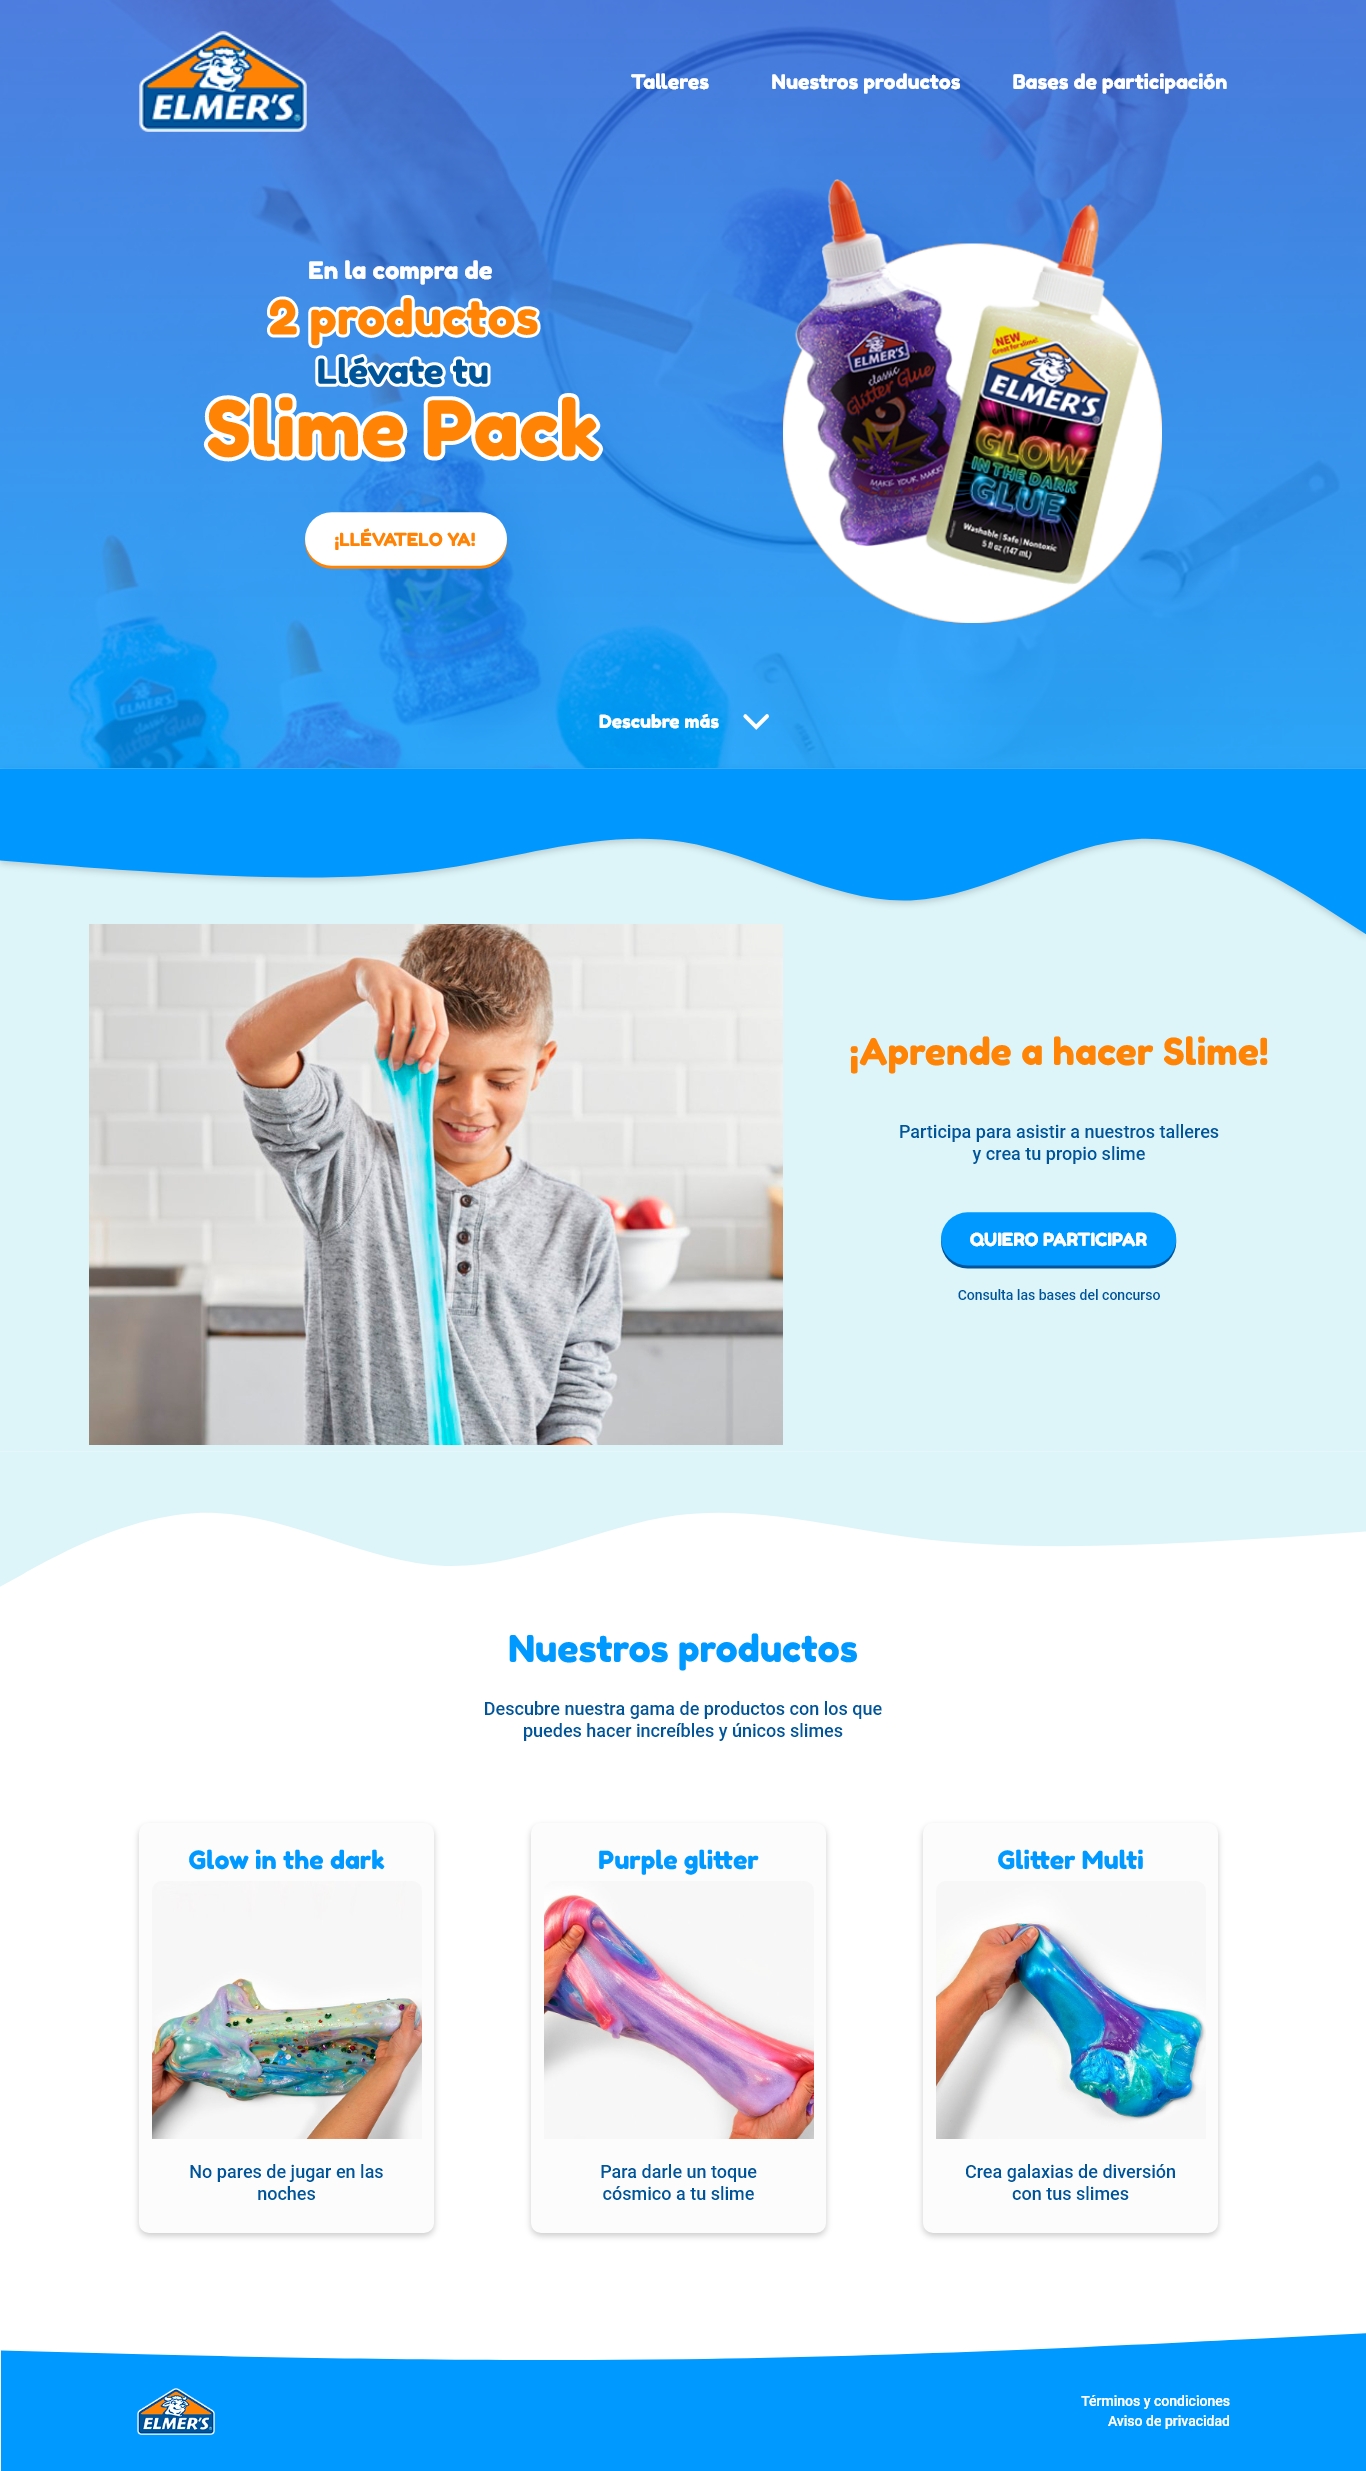 ELMER'S
Talleres
Nuestros productos
Bases de participación
En la compra de
2 productos
Llévate tu
Slime Pack
¡LLÉVATELO YA!
ELMER'S
classic
Glitter Glue
MAKE YOUR MARK
NEW
Great for slime!
ELMER'S
GLOW
IN THE DARK
GLUE
Washable | Safe | Nontoxic
5 fl oz (147 mL)
ELMER'S
classic
Glitter Glue
Descubre más
¡Aprende a hacer Slime!
Participa para asistir a nuestros talleres
y crea tu propio slime
QUIERO PARTICIPAR
Consulta las bases del concurso
Nuestros productos
Descubre nuestra gama de productos con los que
puedes hacer increíbles y únicos slimes
Glow in the dark
Purple glitter
Glitter Multi
No pares de jugar en las
noches
Para darle un toque
cósmico a tu slime
Crea galaxias de diversión
con tus slimes
ELMER'S
Términos y condiciones
Aviso de privacidad